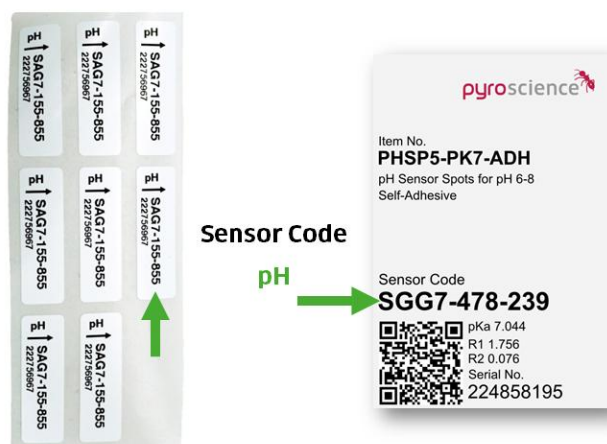 pH
SAG7-155-855
222756967
pH
SAG7-155-855
222756967
pH
SAG7-155-855
222756967
pH
SAG7-155-855
222756967
pH
SAG7-155-855
222756967
pH
SAG7-155-855
222756967
pH
SAG7-155-855
222756967
pH
SAG7-155-855
222756967
Sensor Code
pH
pyroscience
Item No.
PHSP5-PK7-ADH
pH Sensor Spots for pH 6-8
Self-Adhesive
Sensor Code
SGG7-478-239
pKa 7.044
R1 1.756
R2 0.076
Serial No.
224858195